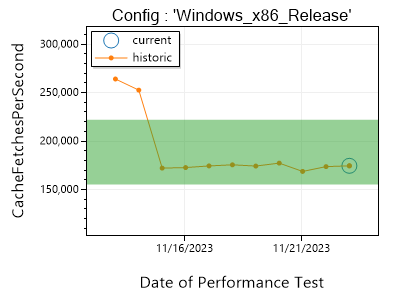 Config : 'Windows_x86_Release'
current
historic
300,000
250,000
200,000
150,000
CacheFetchesPerSecond
11/16/2023
11/21/2023
Date of Performance Test